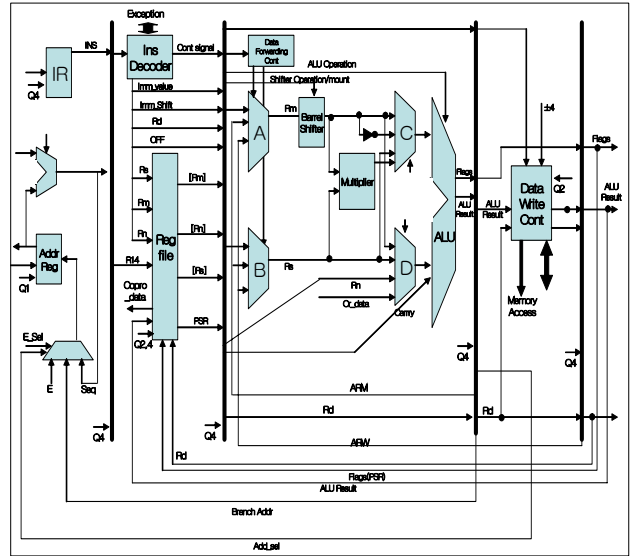 Exception
INS
IR
Q4
Ins
Decoder
Cont signal
Data
Forwarding
Cont
ALU Operation
Shifter Operation/mount
±4
Imm_value
Imm_Shift
Rd
OFF
A
Rm
Barrel
Shifter
C
Flags
Rs
Rm
Rn
[Rm]
Multiplier
Flags
Data
Write
Cont
Q2
ALU
Result
ALU
Result
ALU
Result
Addr
Reg
Q1
Reg
file
[Rn]
B
Rs
D
ALU
R14
[Rs]
Rn
Copro
_data
Cr_data
Carry
Memory
Access
PSR
E_Sel
Q2,4
Q4
Q4
E
Seq
ARM
Q4
Q4
Rd
Rd
ARW
Rd
Flags(PSR)
ALU Result
Branch Addr
Add_sel